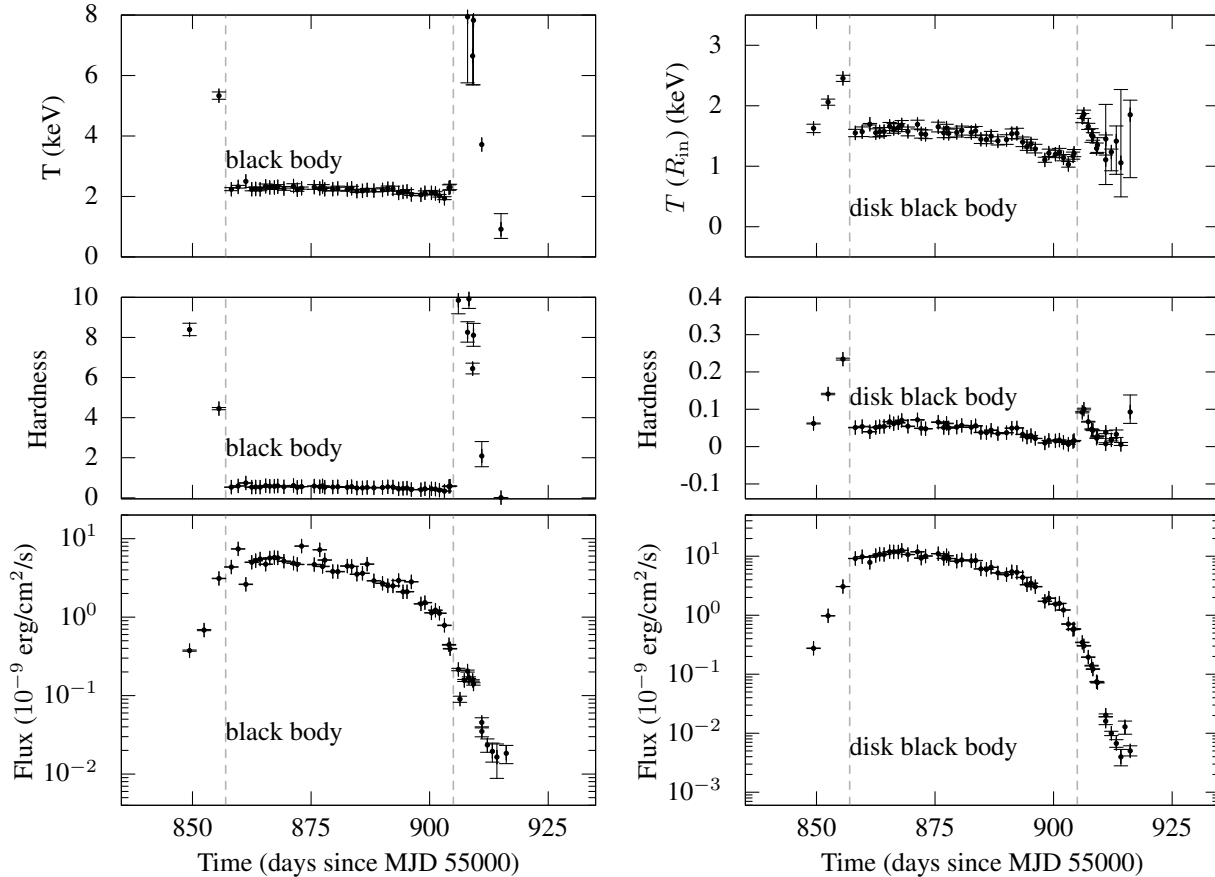 8
6
4
2
0
T (keV)
black body
3
2
1
0
T (R_in) (keV)
disk black body
10
8
6
4
2
0
Hardness
black body
0.4
0.3
0.2
0.1
0
-0.1
Hardness
disk black body
10^1
10^0
10^−1
10^−2
Flux (10^−9 erg/cm^2/s)
black body
850 875 900 925
Time (days since MJD 55000)
10^1
10^0
10^−1
10^−2
10^−3
Flux (10^−9 erg/cm^2/s)
disk black body
850 875 900 925
Time (days since MJD 55000)